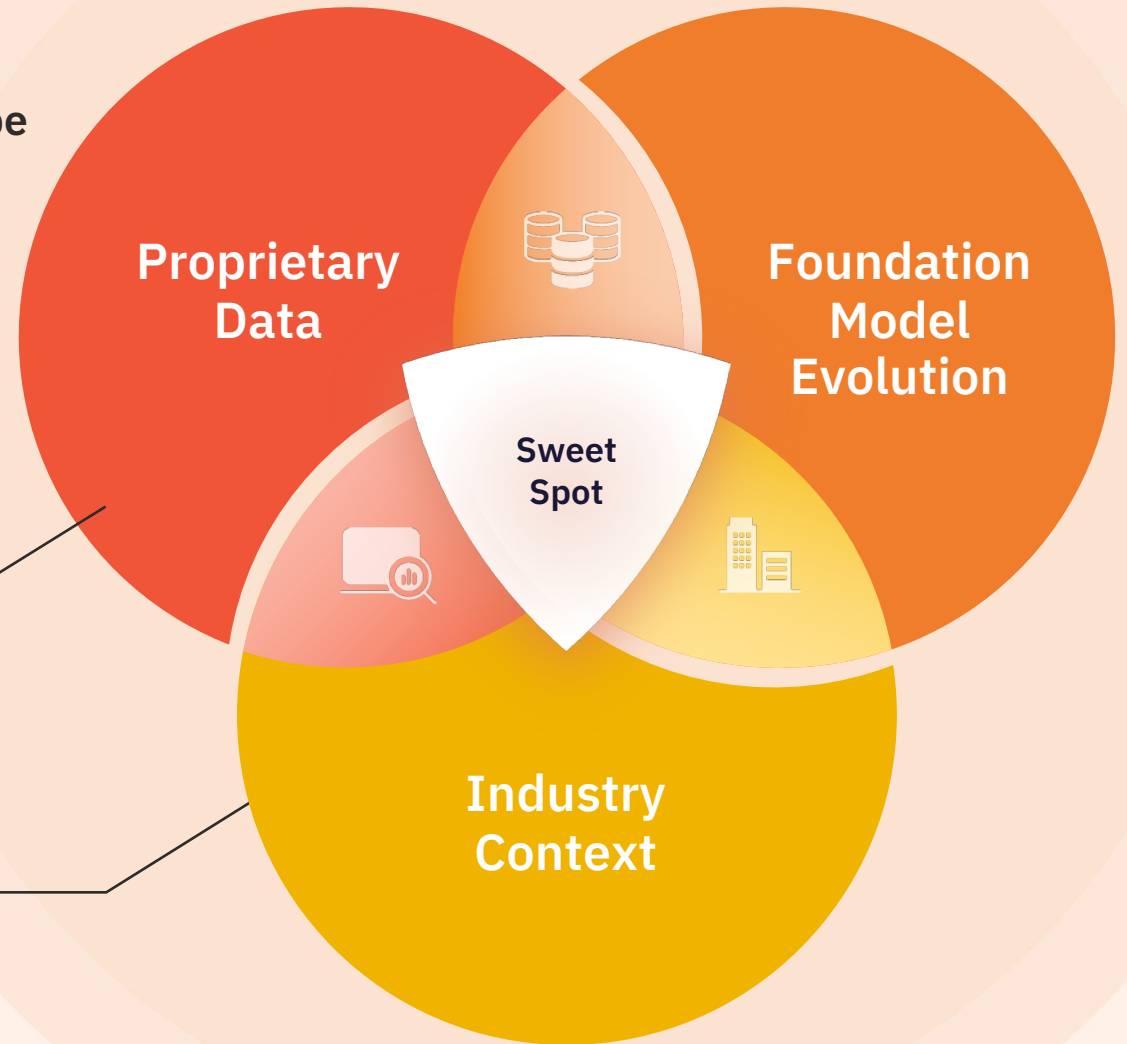 Proprietary
Data
Foundation
Model
Evolution
Sweet
Spot
Industry
Context